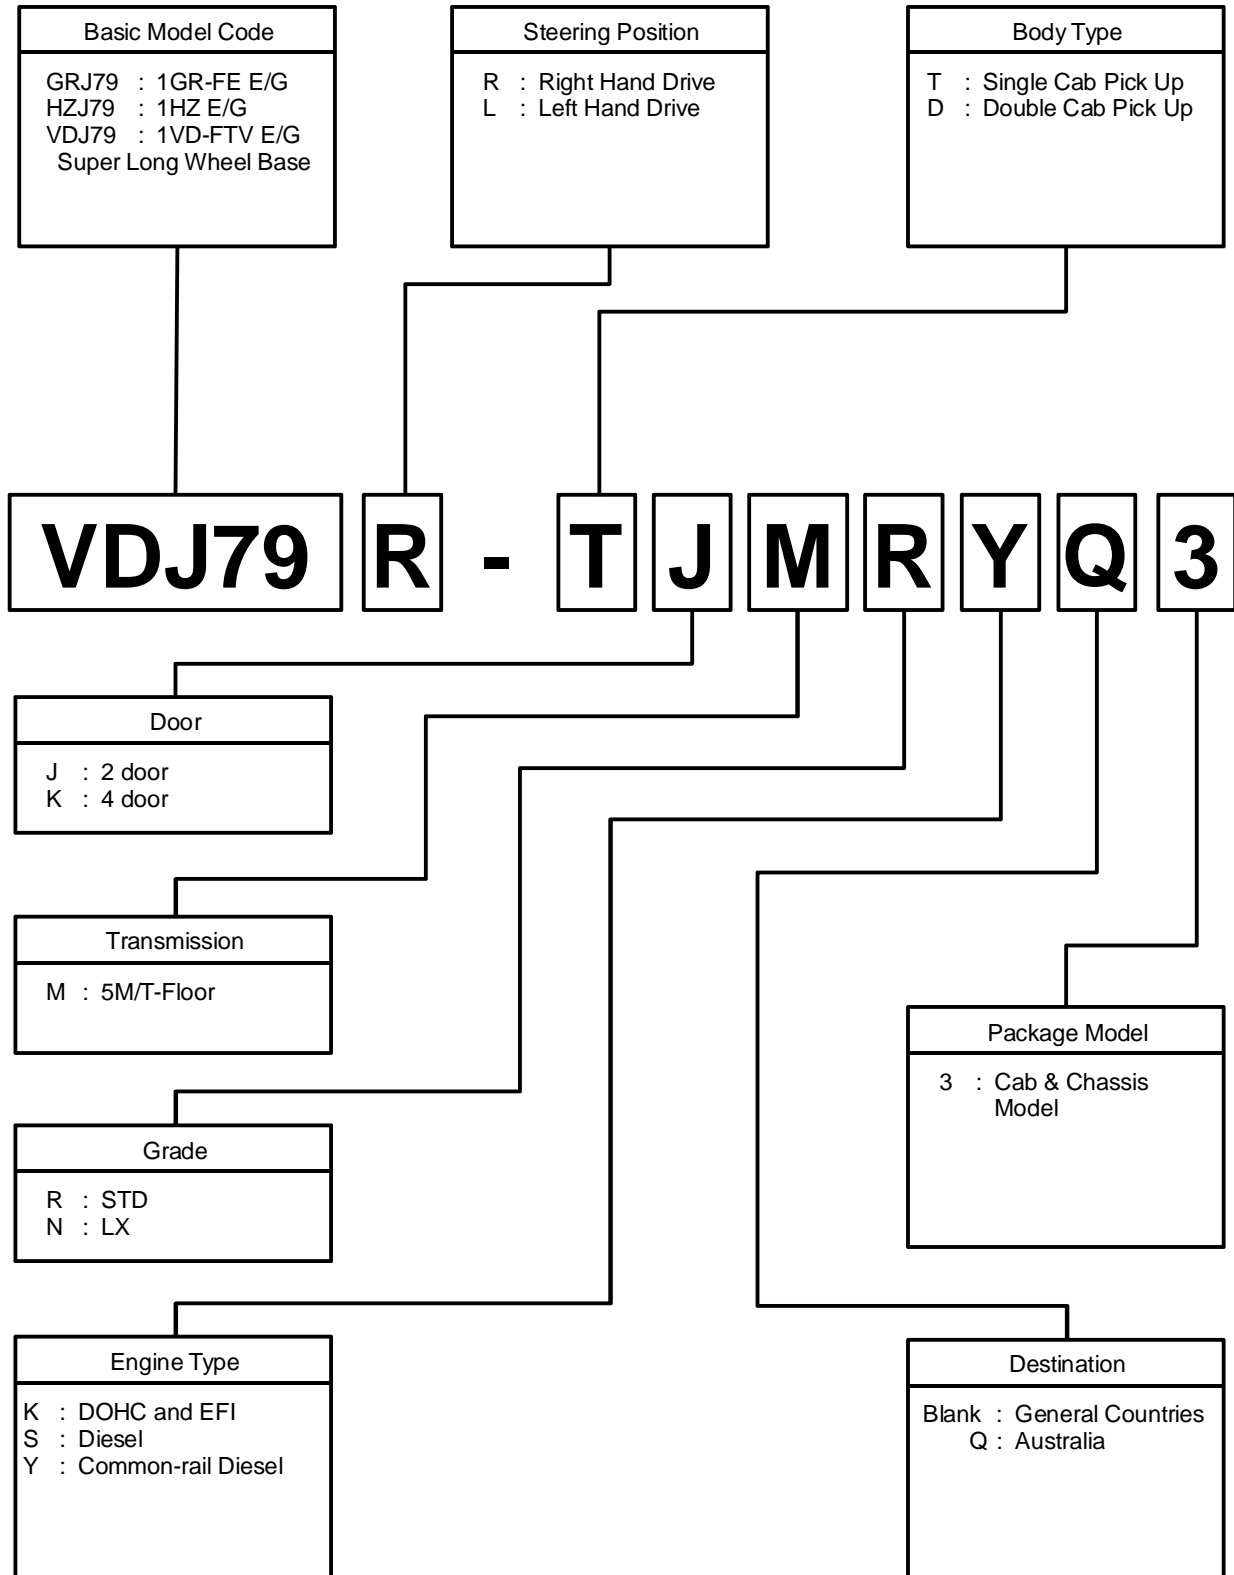 Basic Model Code
GRJ79 : 1GR-FE E/G
HZJ79 : 1HZ E/G
VDJ79 : 1VD-FTV E/G
Super Long Wheel Base
Steering Position
R : Right Hand Drive
L : Left Hand Drive
Body Type
T : Single Cab Pick Up
D : Double Cab Pick Up
VDJ79 R - T J M R Y Q 3
Door
J : 2 door
K : 4 door
Transmission
M : 5M/T-Floor
Grade
R : STD
N : LX
Engine Type
K : DOHC and EFI
S : Diesel
Y : Common-rail Diesel
Package Model
3 : Cab & Chassis
Model
Destination
Blank : General Countries
Q : Australia